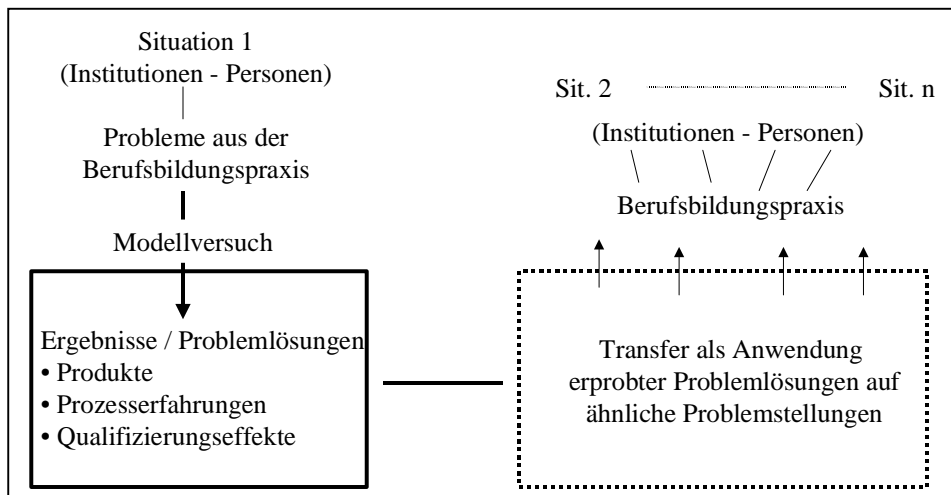 Situation 1
(Institutionen - Personen)
Probleme aus der
Berufsbildungspraxis
Modellversuch
Ergebnisse / Problemlösungen
• Produkte
• Prozesserfahrungen
• Qualifizierungseffekte
Sit. 2
Sit. n
(Institutionen - Personen)
Berufsbildungspraxis
Transfer als Anwendung
erprobter Problemlösungen auf
ähnliche Problemstellungen